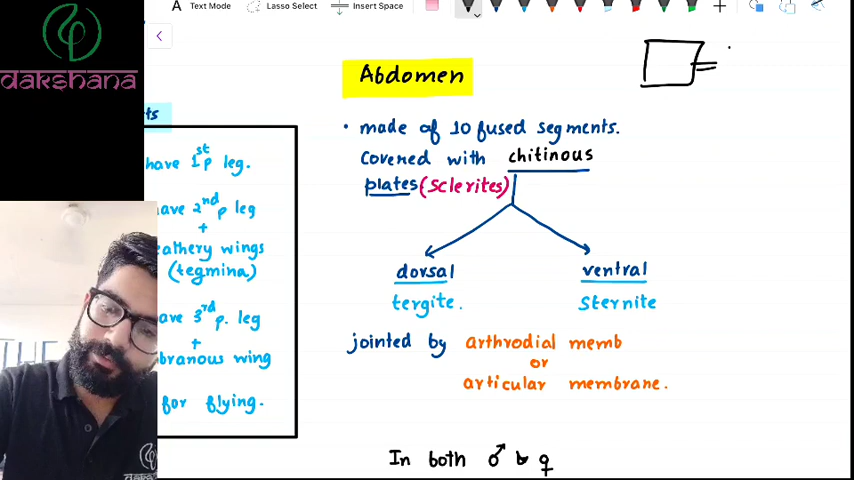 Text Mode
Lasso Select
Insert Space
dakshana
ts
have 1st p leg.
have 2nd p leg
+
eathery wings
(tegmina)
ave 3rd p. leg
+
branous wing
for flying.
Abdomen
• made of 10 fused segments.
Covered with chitinous
plates (sclerites)
dorsal
tergite.
ventral
sternite
jointed by arthrodial memb
or
articular membrane.
In both ♂ & ♀